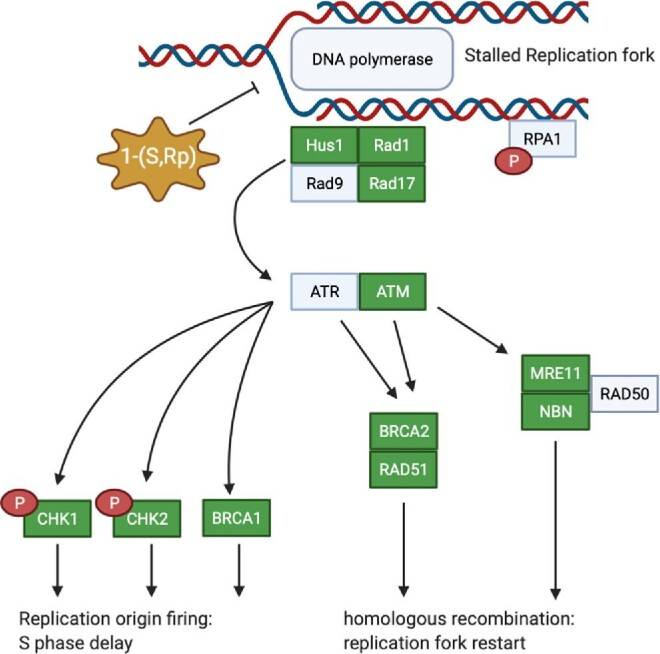 DNA polymerase
Stalled Replication fork
1-(S,Rp)
Hus1
Rad1
RPA1
P
Rad9
Rad17
ATR
ATM
MRE11
RAD50
NBN
BRCA2
RAD51
P
CHK1
P
CHK2
BRCA1
Replication origin firing:
S phase delay
homologous recombination:
replication fork restart